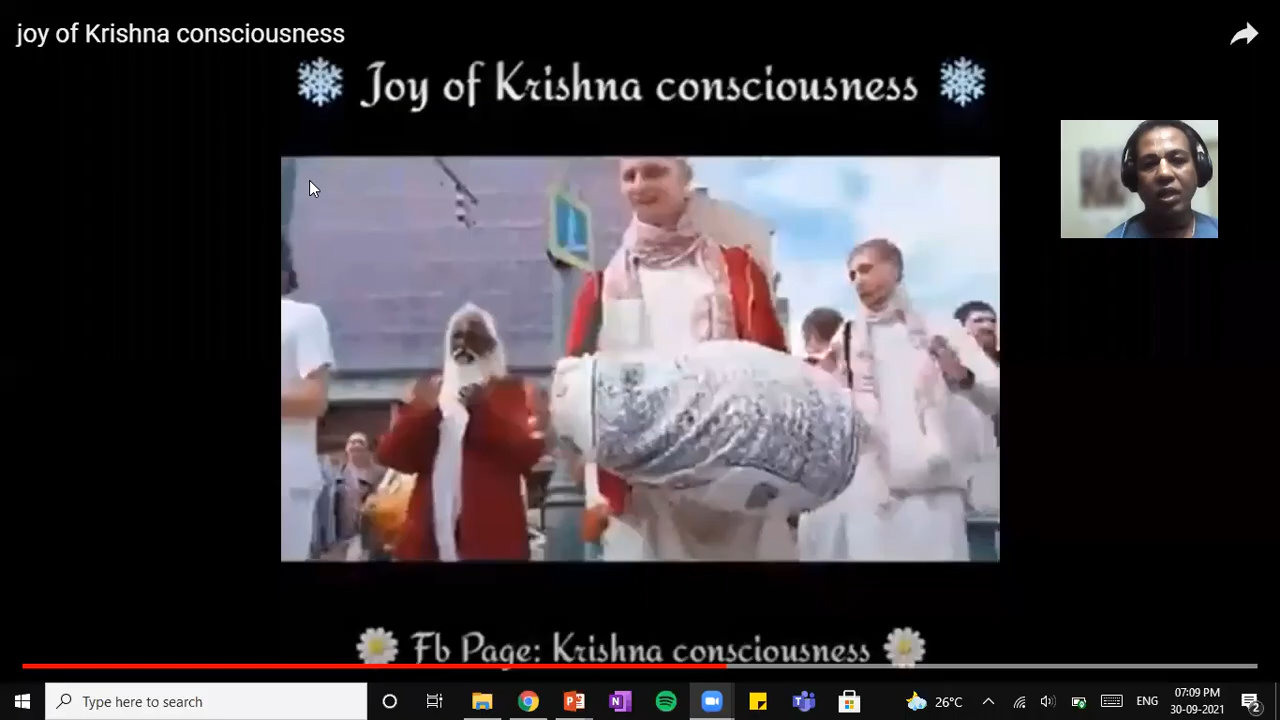 joy of Krishna consciousness
Joy of Krishna consciousness
Fb Page: Krishna consciousness
Type here to search
26°C
ENG
07:09 PM
30-09-2021
2